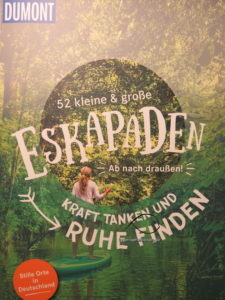 DUMONT
52 kleine & große
ESKAPADEN
Ab nach draußen!
KRAFT TANKEN UND
RUHE FINDEN
Stille Orte
in
Deutschland